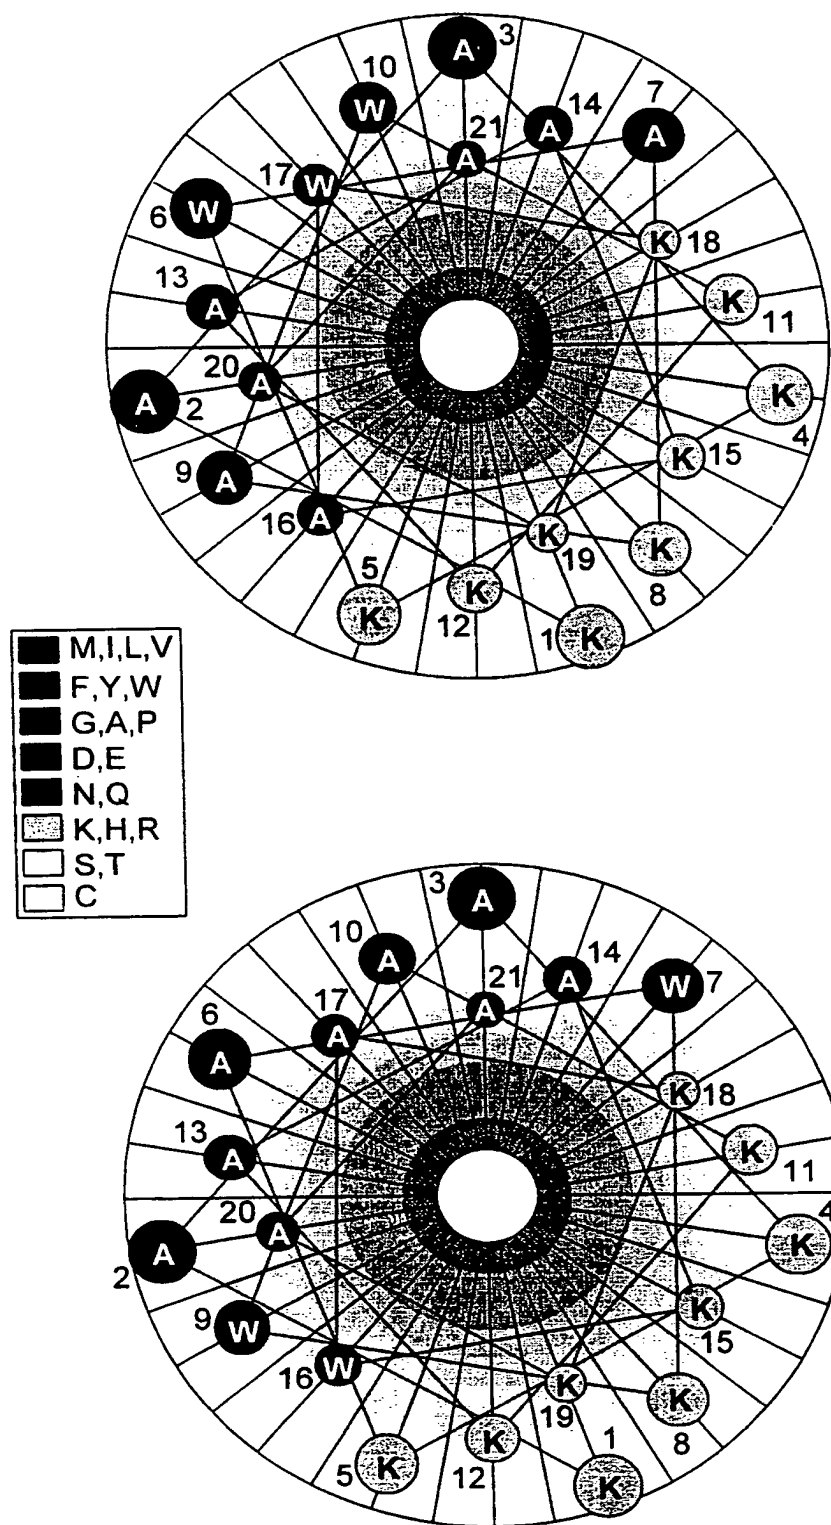 3
A
10
W
14
A
7
A
21
A
17
W
6
W
K
18
13
A
K
11
20
A
A
2
K
4
9
A
K
15
16
A
K
19
K
8
5
K
K
12
1
K
M,I,L,V
F,Y,W
G,A,P
D,E
N,Q
K,H,R
S,T
C
3
A
10
A
14
A
21
A
W
7
17
A
6
A
K
18
13
A
K
11
20
A
4
K
A
2
9
W
K
15
16
W
K
19
K
8
5
K
12
K
1
K